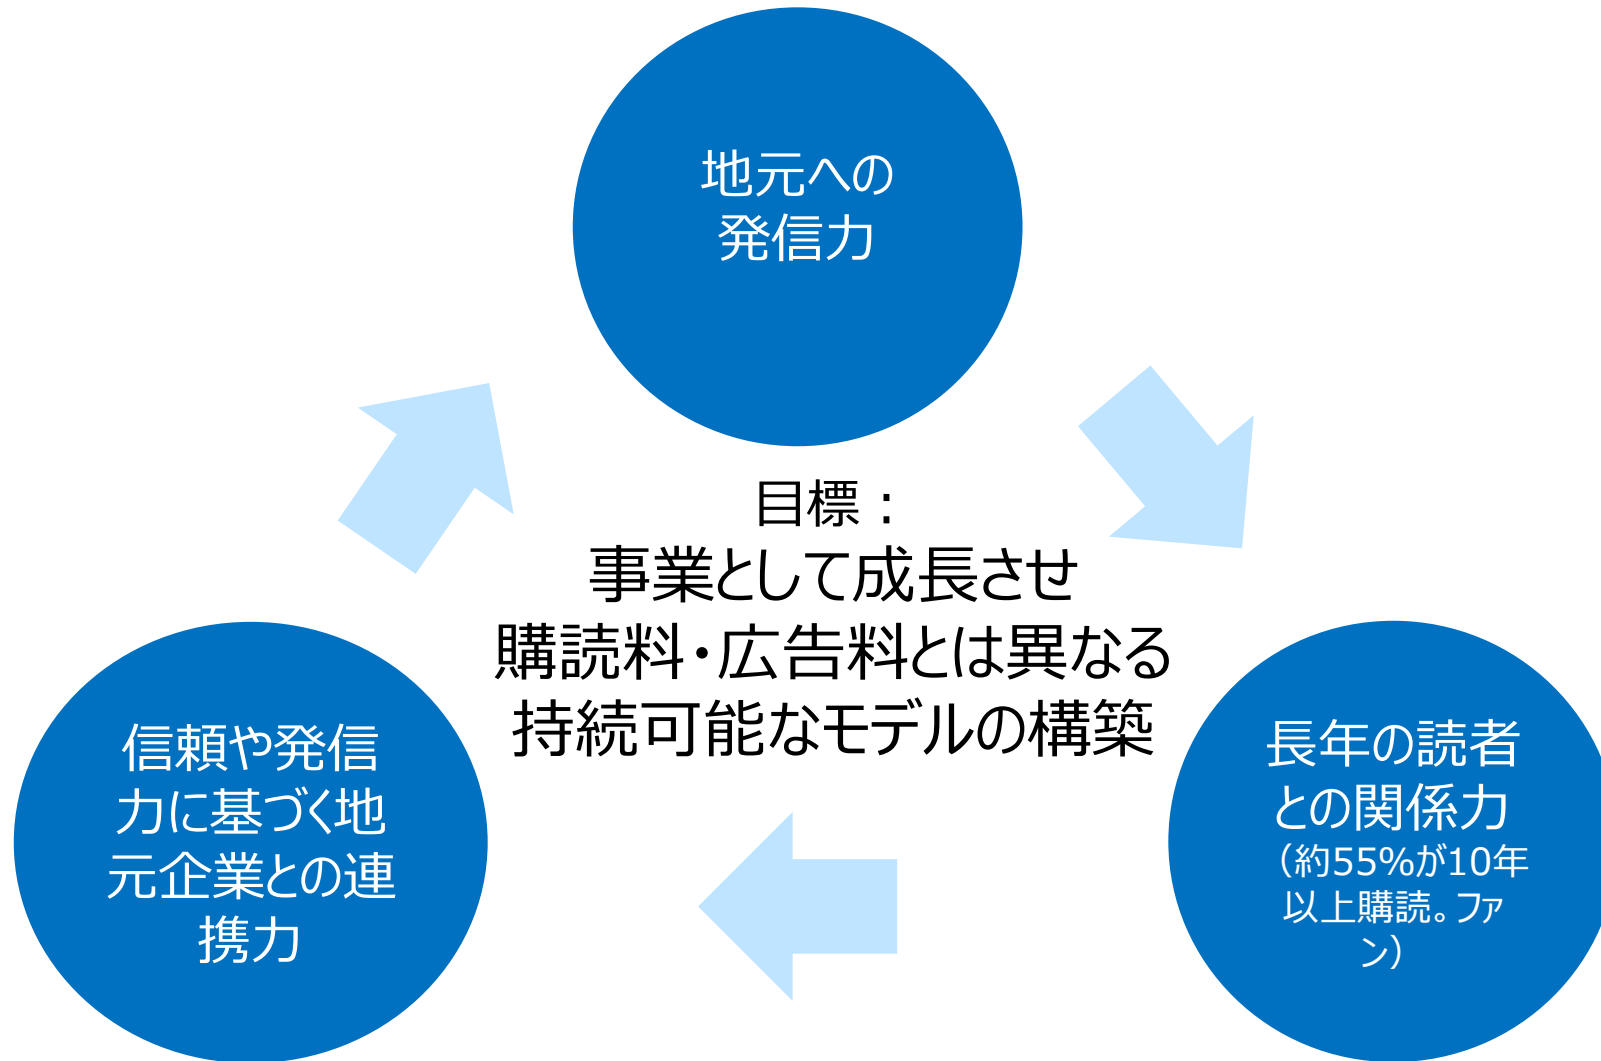 地元への
発信力
目標：
事業として成長させ
購読料・広告料とは異なる
持続可能なモデルの構築
長年の読者
との関係力
（約55%が10年
以上購読。ファ
ン）
信頼や発信
力に基づく地
元企業との連
携力